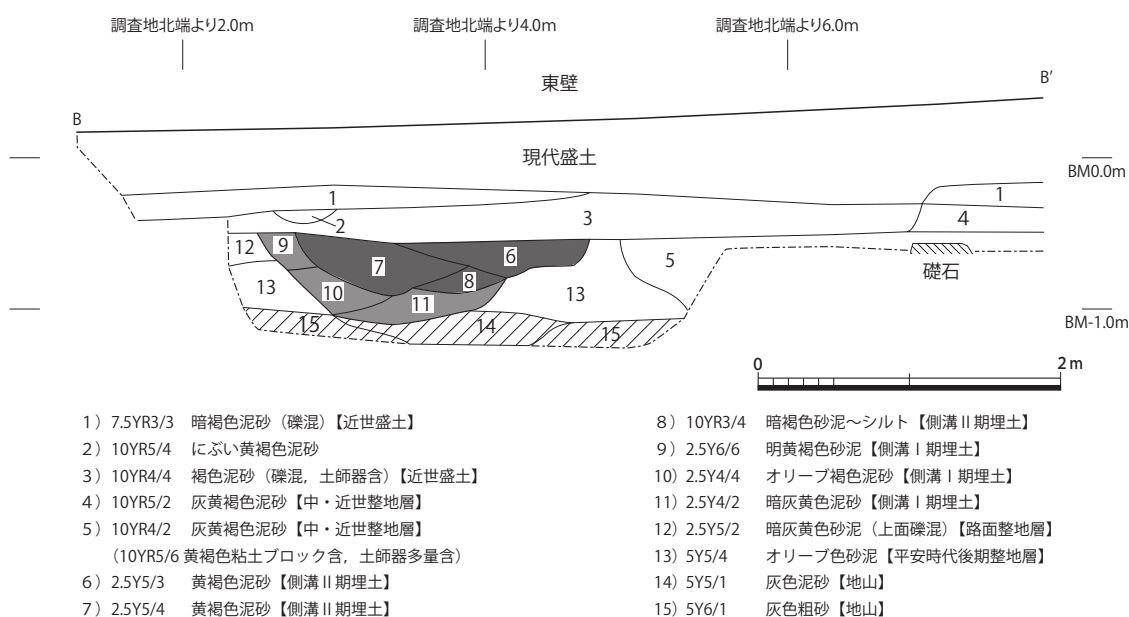 調査地北端より2.0m
調査地北端より4.0m
調査地北端より6.0m
東壁
B
B'
現代盛土
BM0.0m
1
1
2
3
4
12
9
7
6
5
8
礎石
13
10
11
13
15
14
15
BM-1.0m
0
2 m
1）7.5YR3/3 暗褐色泥砂（礫混）【近世盛土】
2）10YR5/4 にぶい黄褐色泥砂
3）10YR4/4 褐色泥砂（礫混，土師器含）【近世盛土】
4）10YR5/2 灰黄褐色泥砂【中・近世整地層】
5）10YR4/2 灰黄褐色泥砂【中・近世整地層】
（10YR5/6 黄褐色粘土ブロック含，土師器多量含）
6）2.5Y5/3 黄褐色泥砂【側溝Ⅱ期埋土】
7）2.5Y5/4 黄褐色泥砂【側溝Ⅱ期埋土】
8）10YR3/4 暗褐色砂泥～シルト【側溝Ⅱ期埋土】
9）2.5Y6/6 明黄褐砂泥【側溝Ⅰ期埋土】
10）2.5Y4/4 オリーブ褐色泥砂【側溝Ⅰ期埋土】
11）2.5Y4/2 暗灰黄色泥砂【側溝Ⅰ期埋土】
12）2.5Y5/2 暗灰黄色砂泥（上面礫混）【路面整地層】
13）5Y5/4 オリーブ色砂泥【平安時代後期整地層】
14）5Y5/1 灰色泥砂【地山】
15）5Y6/1 灰色粗砂【地山】